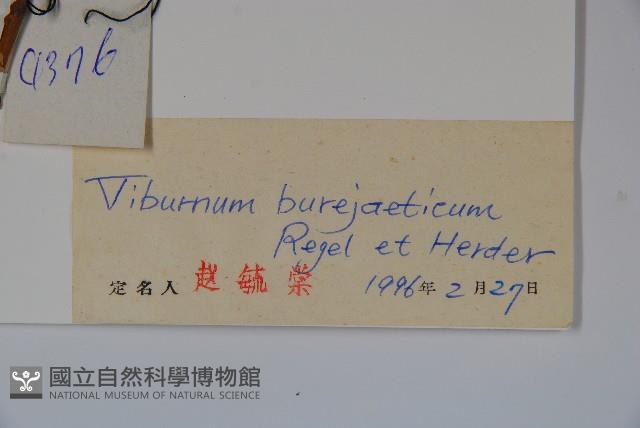 9376
Viburnum burejaeticum
Regel et Herder
定名人 趙毓棠 1996年2月27日
國立自然科學博物館
NATIONAL MUSEUM OF NATURAL SCIENCE